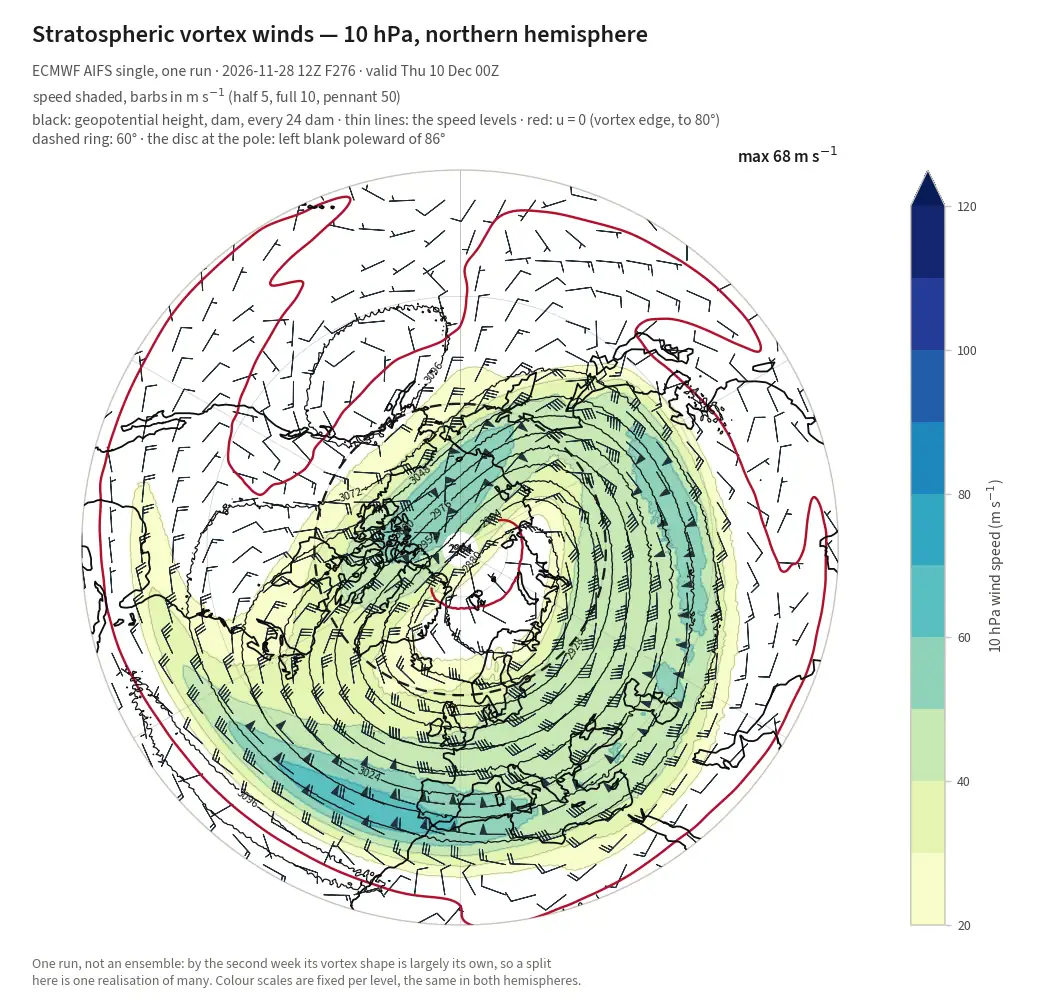 Stratospheric vortex winds — 10 hPa, northern hemisphere
ECMWF AIFS single, one run · 2026-11-28 12Z F276 · valid Thu 10 Dec 00Z
speed shaded, barbs in m s⁻¹ (half 5, full 10, pennant 50)
black: geopotential height, dam, every 24 dam · thin lines: the speed levels · red: u = 0 (vortex edge, to 80°)
dashed ring: 60° · the disc at the pole: left blank poleward of 86°
max 68 m s⁻¹
120
100
80
60
40
20
10 hPa wind speed (m s⁻¹)
3096
3072
3048
2976
3024
3096
One run, not an ensemble: by the second week its vortex shape is largely its own, so a split
here is one realisation of many. Colour scales are fixed per level, the same in both hemispheres.